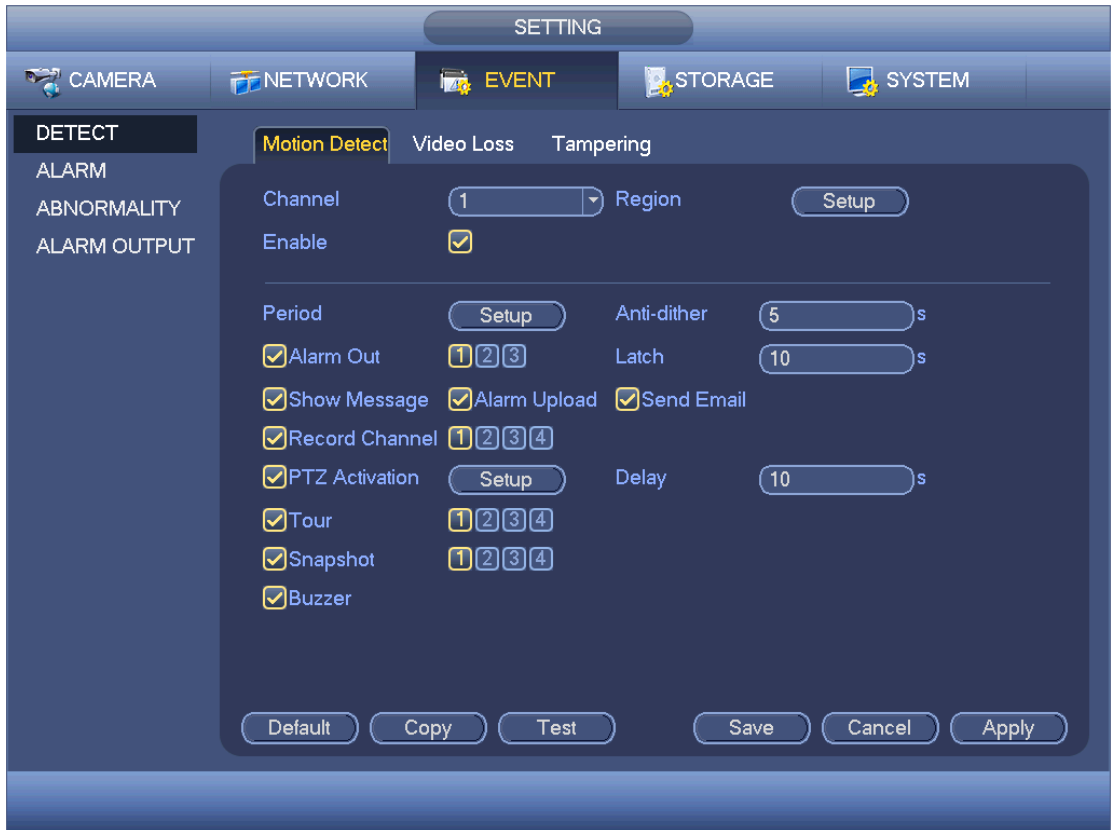 SETTING
CAMERA NETWORK EVENT STORAGE SYSTEM
DETECT
ALARM
ABNORMALITY
ALARM OUTPUT
Motion Detect Video Loss Tampering
Channel 1 Region Setup
Enable
Period Setup Anti-dither 5 s
Alarm Out 1 2 3 Latch 10 s
Show Message Alarm Upload Send Email
Record Channel 1 2 3 4
PTZ Activation Setup Delay 10 s
Tour 1 2 3 4
Snapshot 1 2 3 4
Buzzer
Default Copy Test Save Cancel Apply